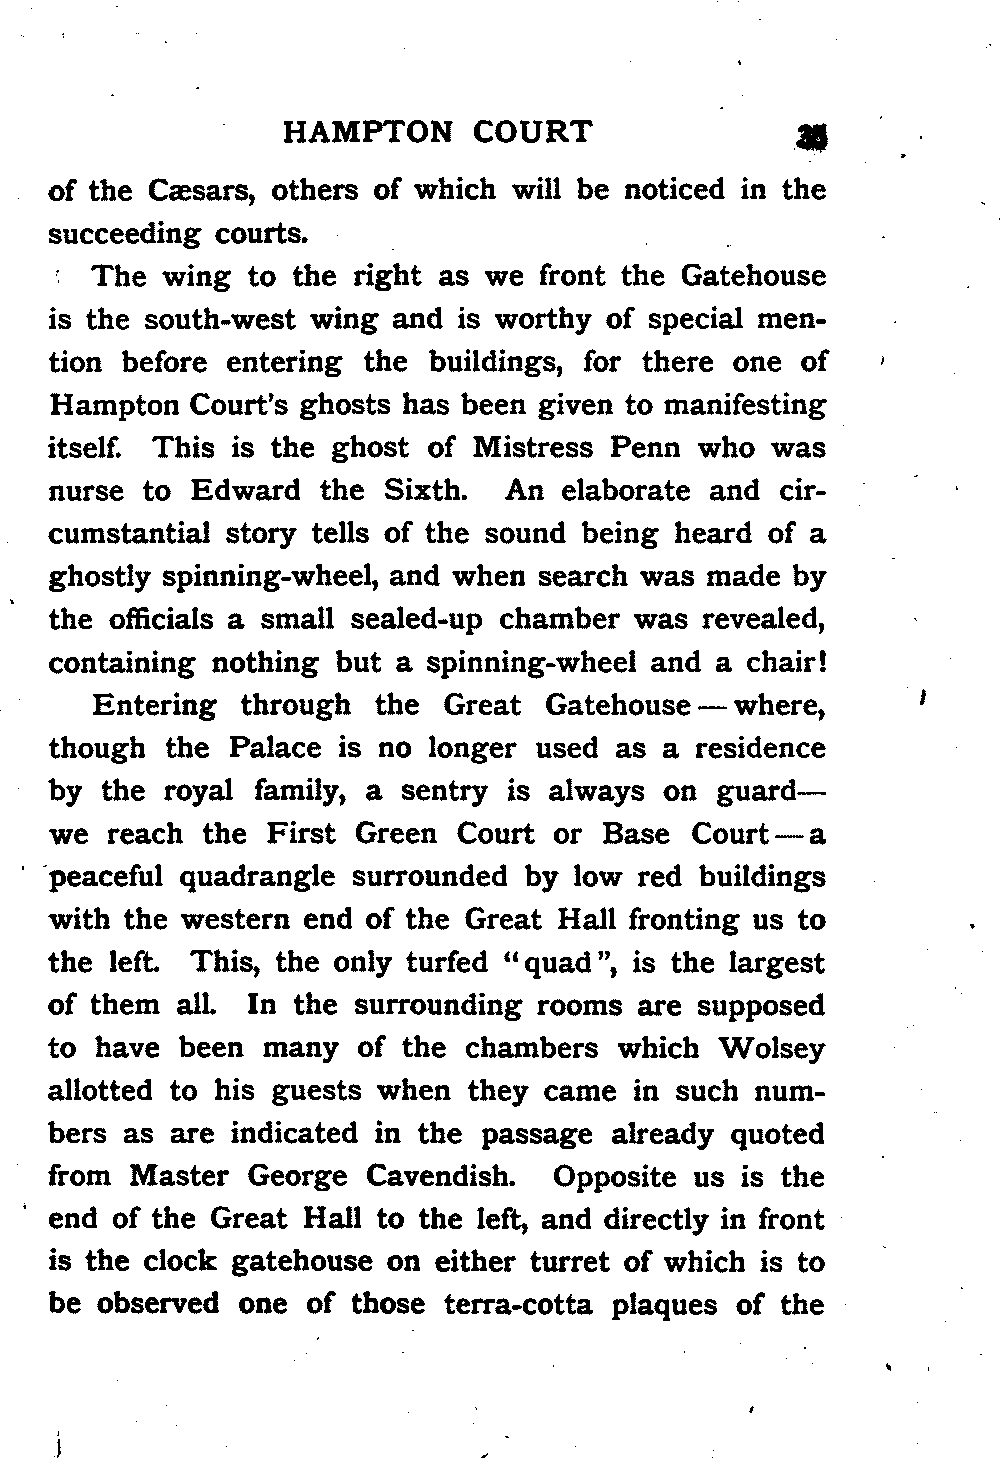 HAMPTON COURT
of the Cæsars, others of which will be noticed in the
succeeding courts.
The wing to the right as we front the Gatehouse
is the south-west wing and is worthy of special men-
tion before entering the buildings, for there one of
Hampton Court's ghosts has been given to manifesting
itself. This is the ghost of Mistress Penn who was
nurse to Edward the Sixth. An elaborate and cir-
cumstantial story tells of the sound being heard of a
ghostly spinning-wheel, and when search was made by
the officials a small sealed-up chamber was revealed,
containing nothing but a spinning-wheel and a chair!
Entering through the Great Gatehouse—where,
though the Palace is no longer used as a residence
by the royal family, a sentry is always on guard—
we reach the First Green Court or Base Court—a
peaceful quadrangle surrounded by low red buildings
with the western end of the Great Hall fronting us to
the left. This, the only turfed "quad", is the largest
of them all. In the surrounding rooms are supposed
to have been many of the chambers which Wolsey
allotted to his guests when they came in such num-
bers as are indicated in the passage already quoted
from Master George Cavendish. Opposite us is the
end of the Great Hall to the left, and directly in front
is the clock gatehouse on either turret of which is to
be observed one of those terra-cotta plaques of the